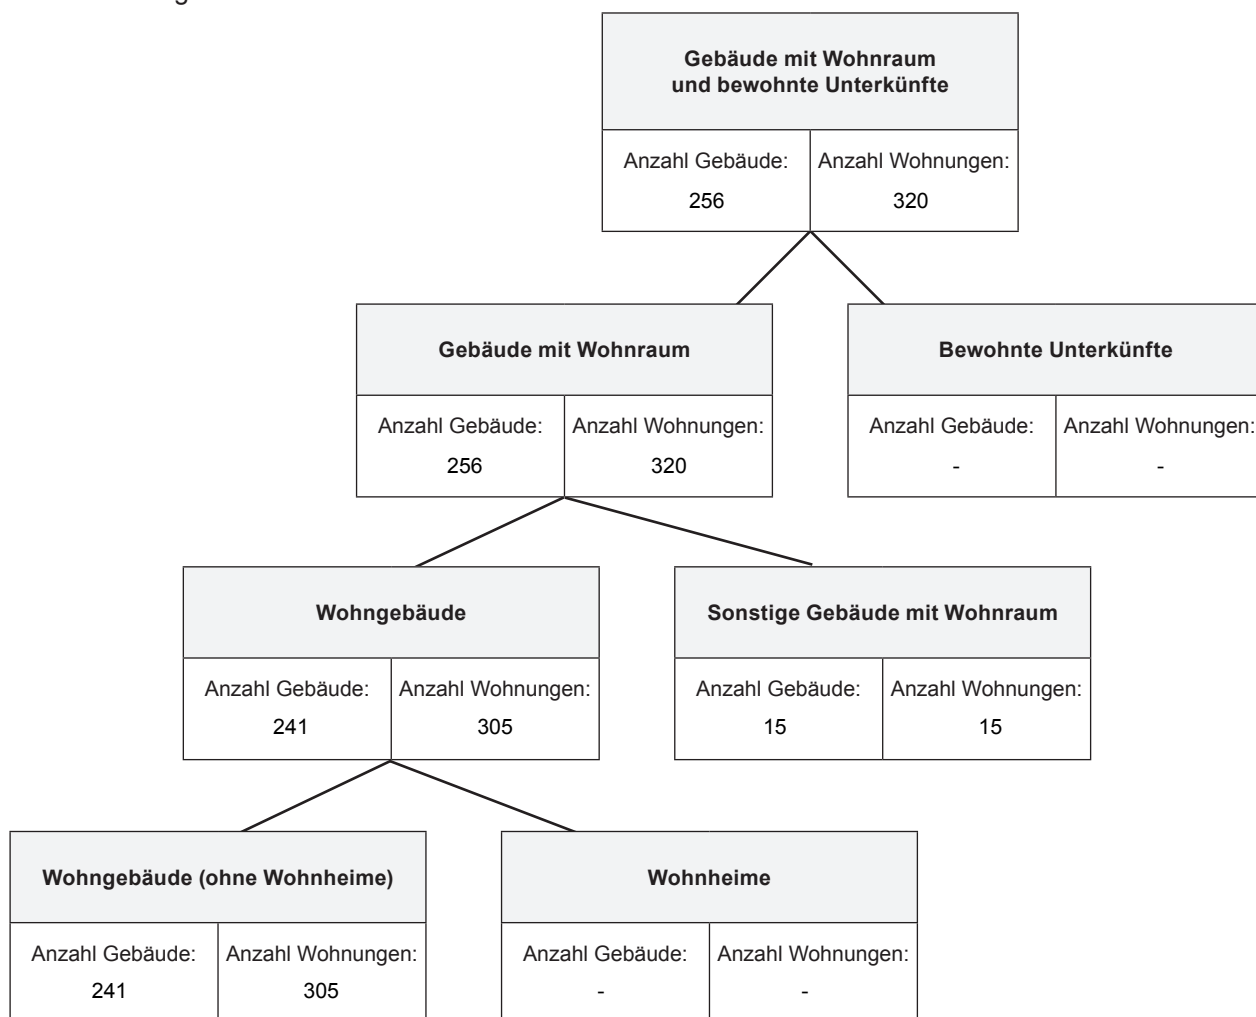 Gebäude mit Wohnraum
und bewohnte Unterkünfte
Anzahl Gebäude: Anzahl Wohnungen:
256 320
Gebäude mit Wohnraum Bewohnte Unterkünfte
Anzahl Gebäude: Anzahl Wohnungen: Anzahl Gebäude: Anzahl Wohnungen:
256 320 - -
Wohngebäude Sonstige Gebäude mit Wohnraum
Anzahl Gebäude: Anzahl Wohnungen: Anzahl Gebäude: Anzahl Wohnungen:
241 305 15 15
Wohngebäude (ohne Wohnheime) Wohnheime
Anzahl Gebäude: Anzahl Wohnungen: Anzahl Gebäude: Anzahl Wohnungen:
241 305 - -